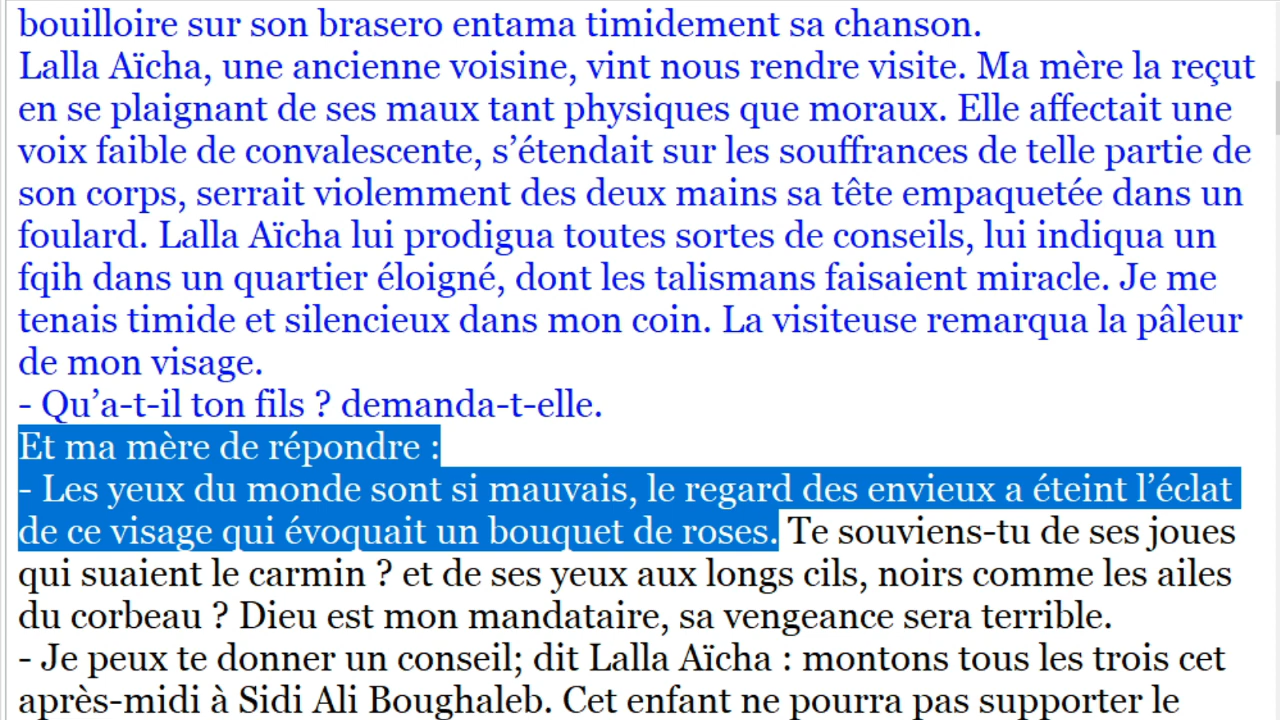 bouilloire sur son brasero entama timidement sa chanson.
Lalla Aïcha, une ancienne voisine, vint nous rendre visite. Ma mère la reçut
en se plaignant de ses maux tant physiques que moraux. Elle affectait une
voix faible de convalescente, s’étendait sur les souffrances de telle partie de
son corps, serrait violemment des deux mains sa tête empaquetée dans un
foulard. Lalla Aïcha lui prodigua toutes sortes de conseils, lui indiqua un
fqih dans un quartier éloigné, dont les talismans faisaient miracle. Je me
tenais timide et silencieux dans mon coin. La visiteuse remarqua la pâleur
de mon visage.
- Qu’a-t-il ton fils ? demanda-t-elle.
Et ma mère de répondre :
- Les yeux du monde sont si mauvais, le regard des envieux a éteint l’éclat
de ce visage qui évoquait un bouquet de roses. Te souviens-tu de ses joues
qui suaient le carmin ? et de ses yeux aux longs cils, noirs comme les ailes
du corbeau ? Dieu est mon mandataire, sa vengeance sera terrible.
- Je peux te donner un conseil; dit Lalla Aïcha : montons tous les trois cet
après-midi à Sidi Ali Boughaleb. Cet enfant ne pourra pas supporter le